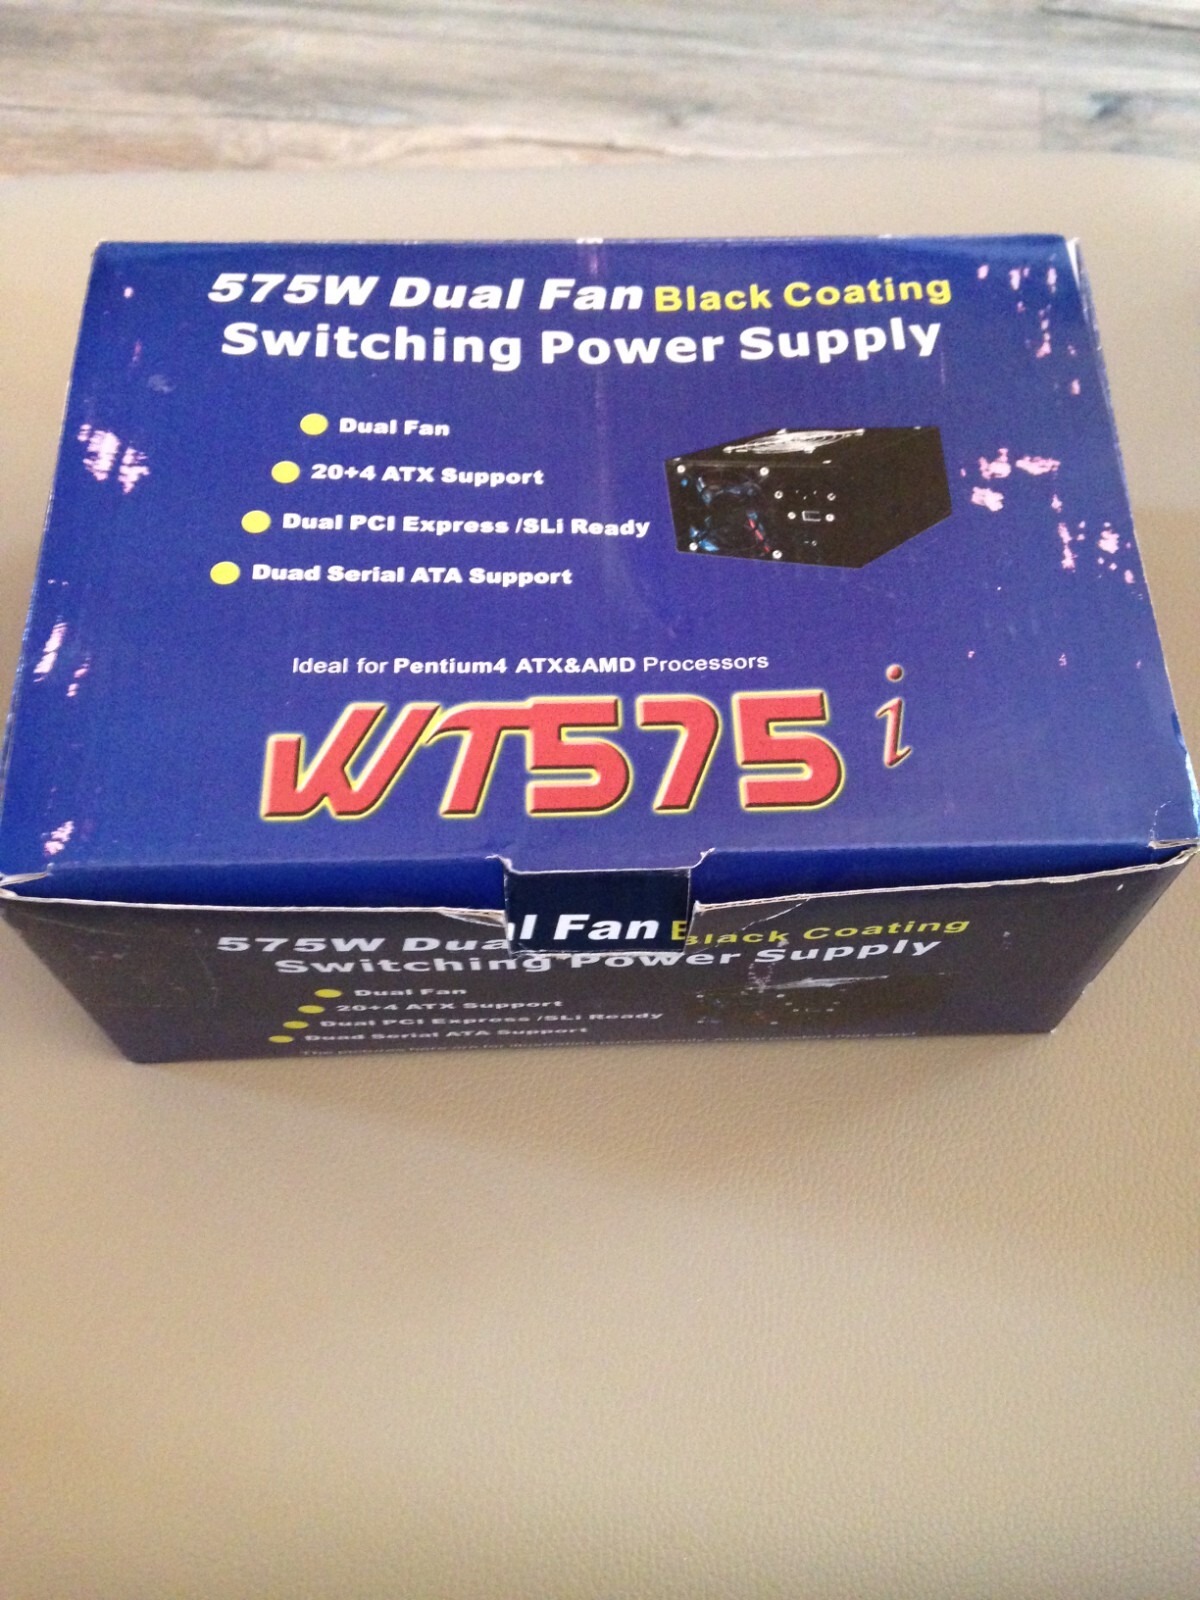 575W Dual Fan Black Coating
Switching Power Supply
Dual Fan
20+4 ATX Support
Dual PCI Express /SLi Ready
Duad Serial ATA Support
Ideal for Pentium4 ATX&AMD Processors
WT575 i
575W Dual Fan Black Coating
Switching Power Supply
Dual Fan
20+4 ATX Support
Dual PCI Express /SLi Ready
Duad Serial ATA Support